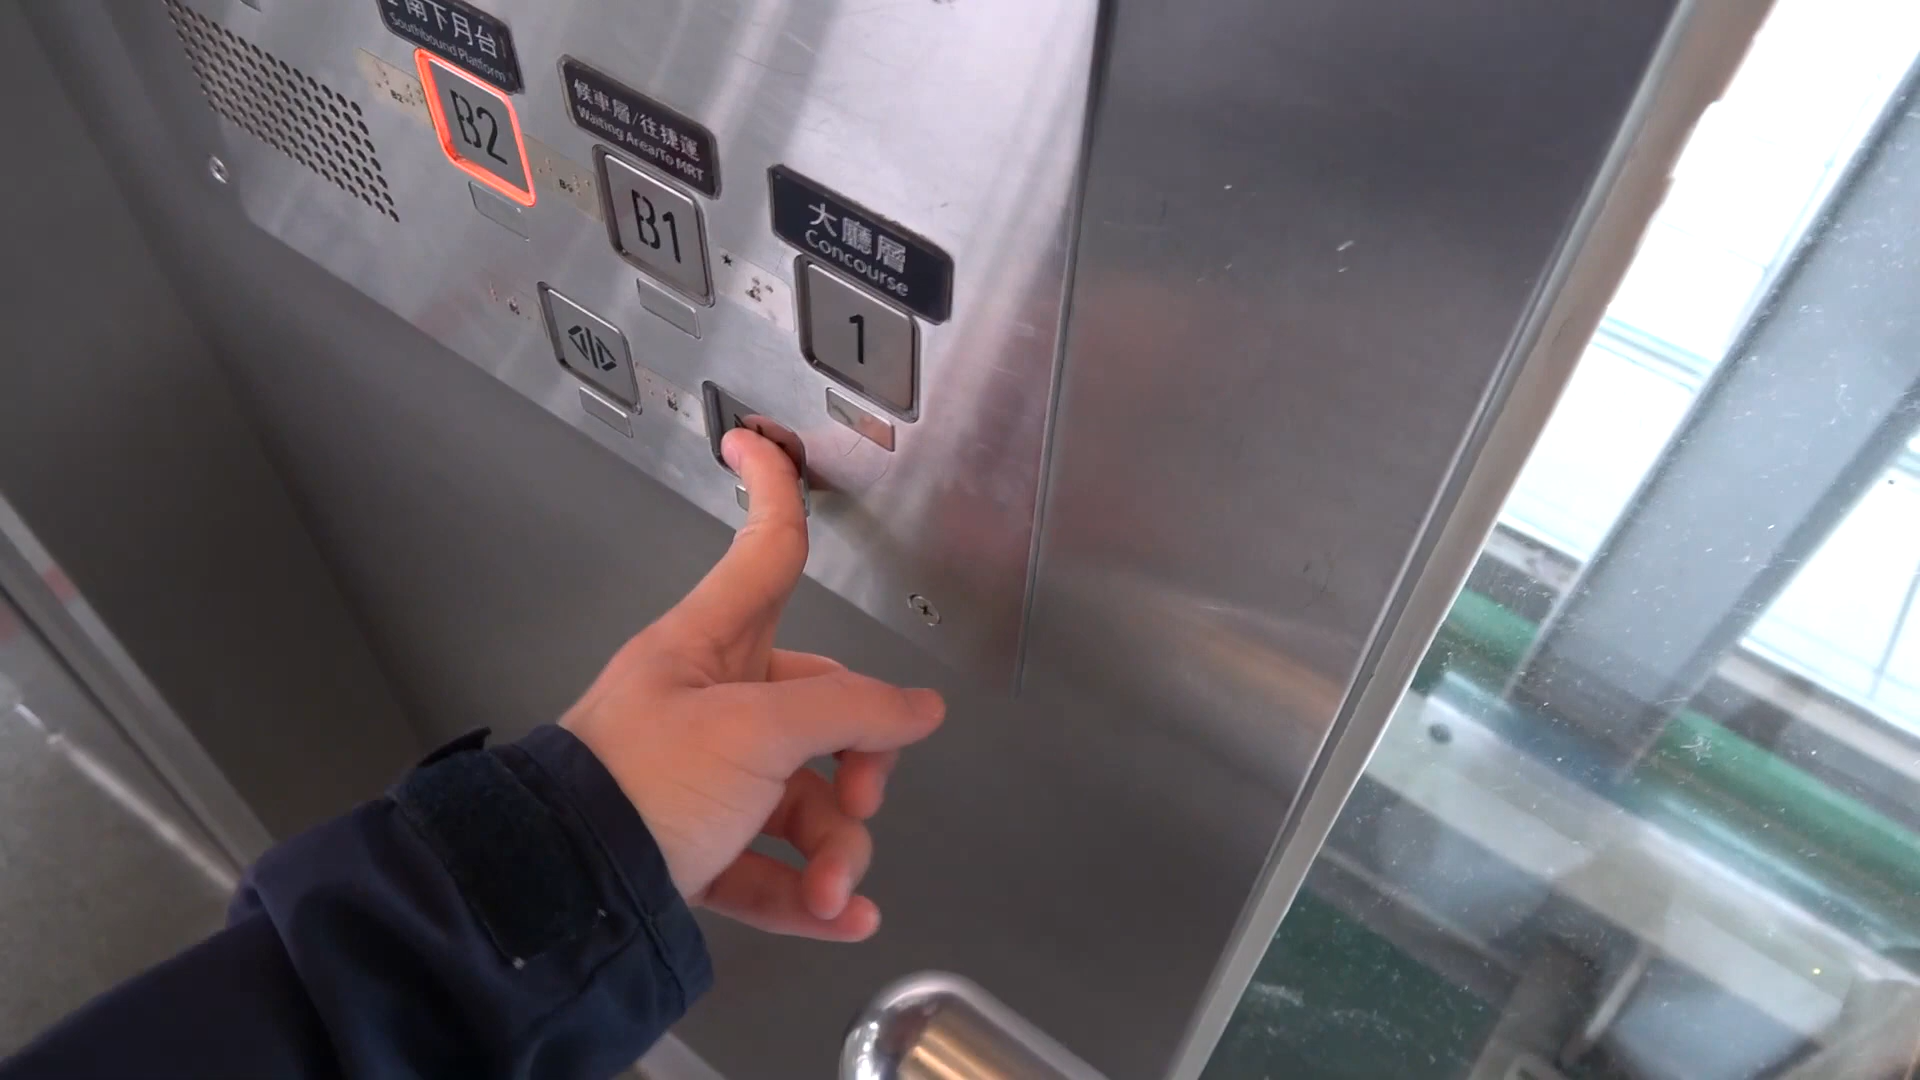 南下月台
Southbound Platform
B2
候車層/往捷運
Waiting Area/To MRT
B1
大廳層
Concourse
1